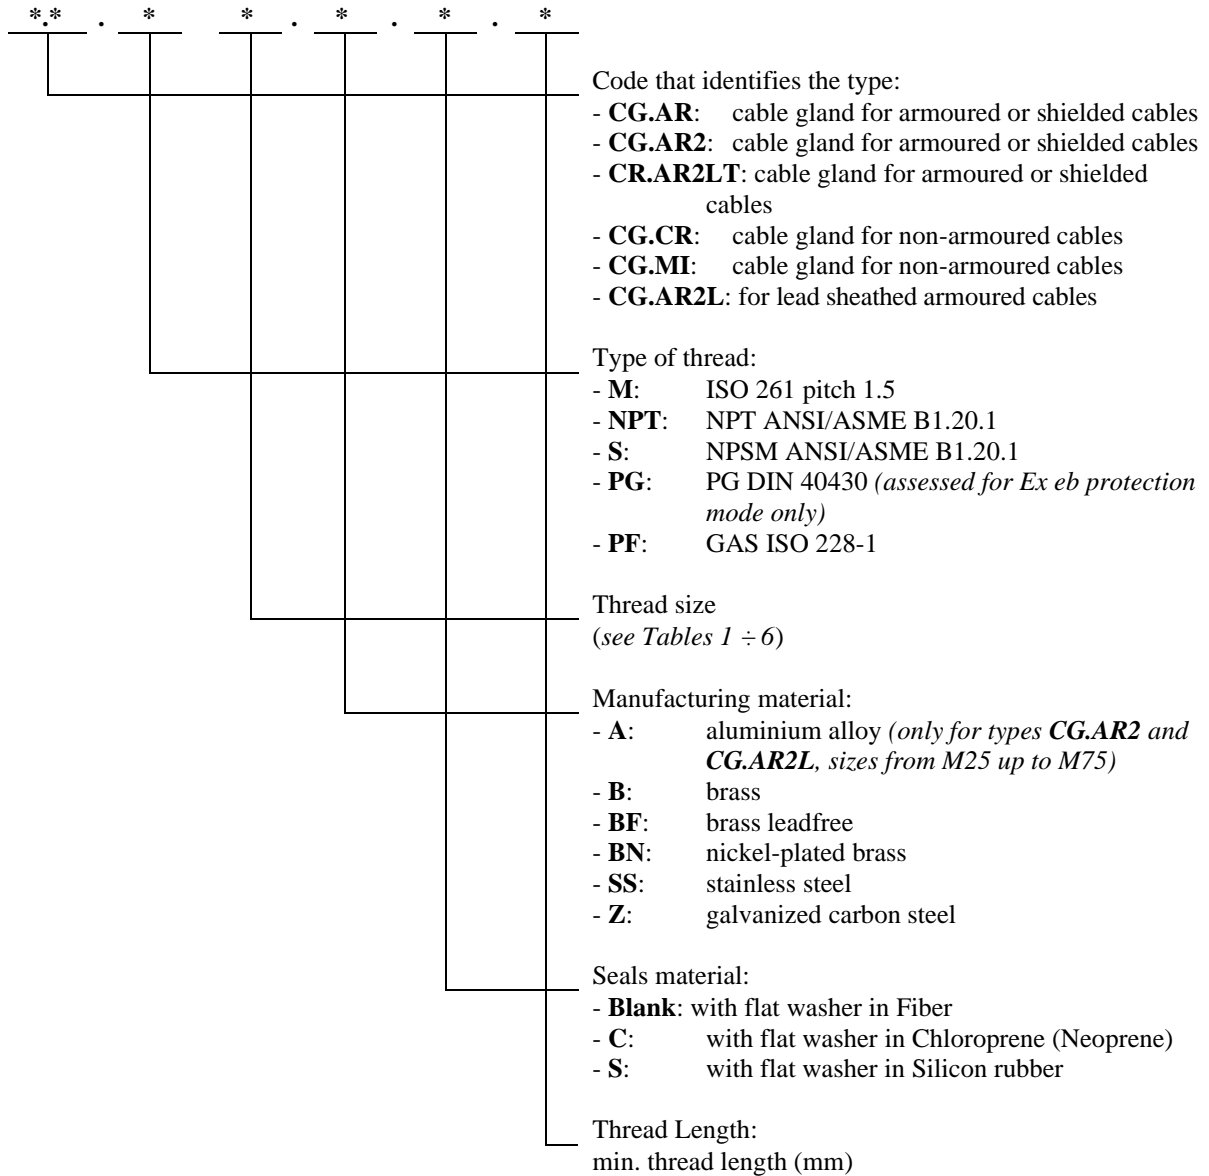 *.* . * * . * . * . *
Code that identifies the type:
- CG.AR: cable gland for armoured or shielded cables
- CG.AR2: cable gland for armoured or shielded cables
- CR.AR2LT: cable gland for armoured or shielded
cables
- CG.CR: cable gland for non-armoured cables
- CG.MI: cable gland for non-armoured cables
- CG.AR2L: for lead sheathed armoured cables
Type of thread:
- M: ISO 261 pitch 1.5
- NPT: NPT ANSI/ASME B1.20.1
- S: NPSM ANSI/ASME B1.20.1
- PG: PG DIN 40430 (assessed for Ex eb protection
mode only)
- PF: GAS ISO 228-1
Thread size
(see Tables 1 ÷ 6)
Manufacturing material:
- A: aluminium alloy (only for types CG.AR2 and
CG.AR2L, sizes from M25 up to M75)
- B: brass
- BF: brass leadfree
- BN: nickel-plated brass
- SS: stainless steel
- Z: galvanized carbon steel
Seals material:
- Blank: with flat washer in Fiber
- C: with flat washer in Chloroprene (Neoprene)
- S: with flat washer in Silicon rubber
Thread Length:
min. thread length (mm)